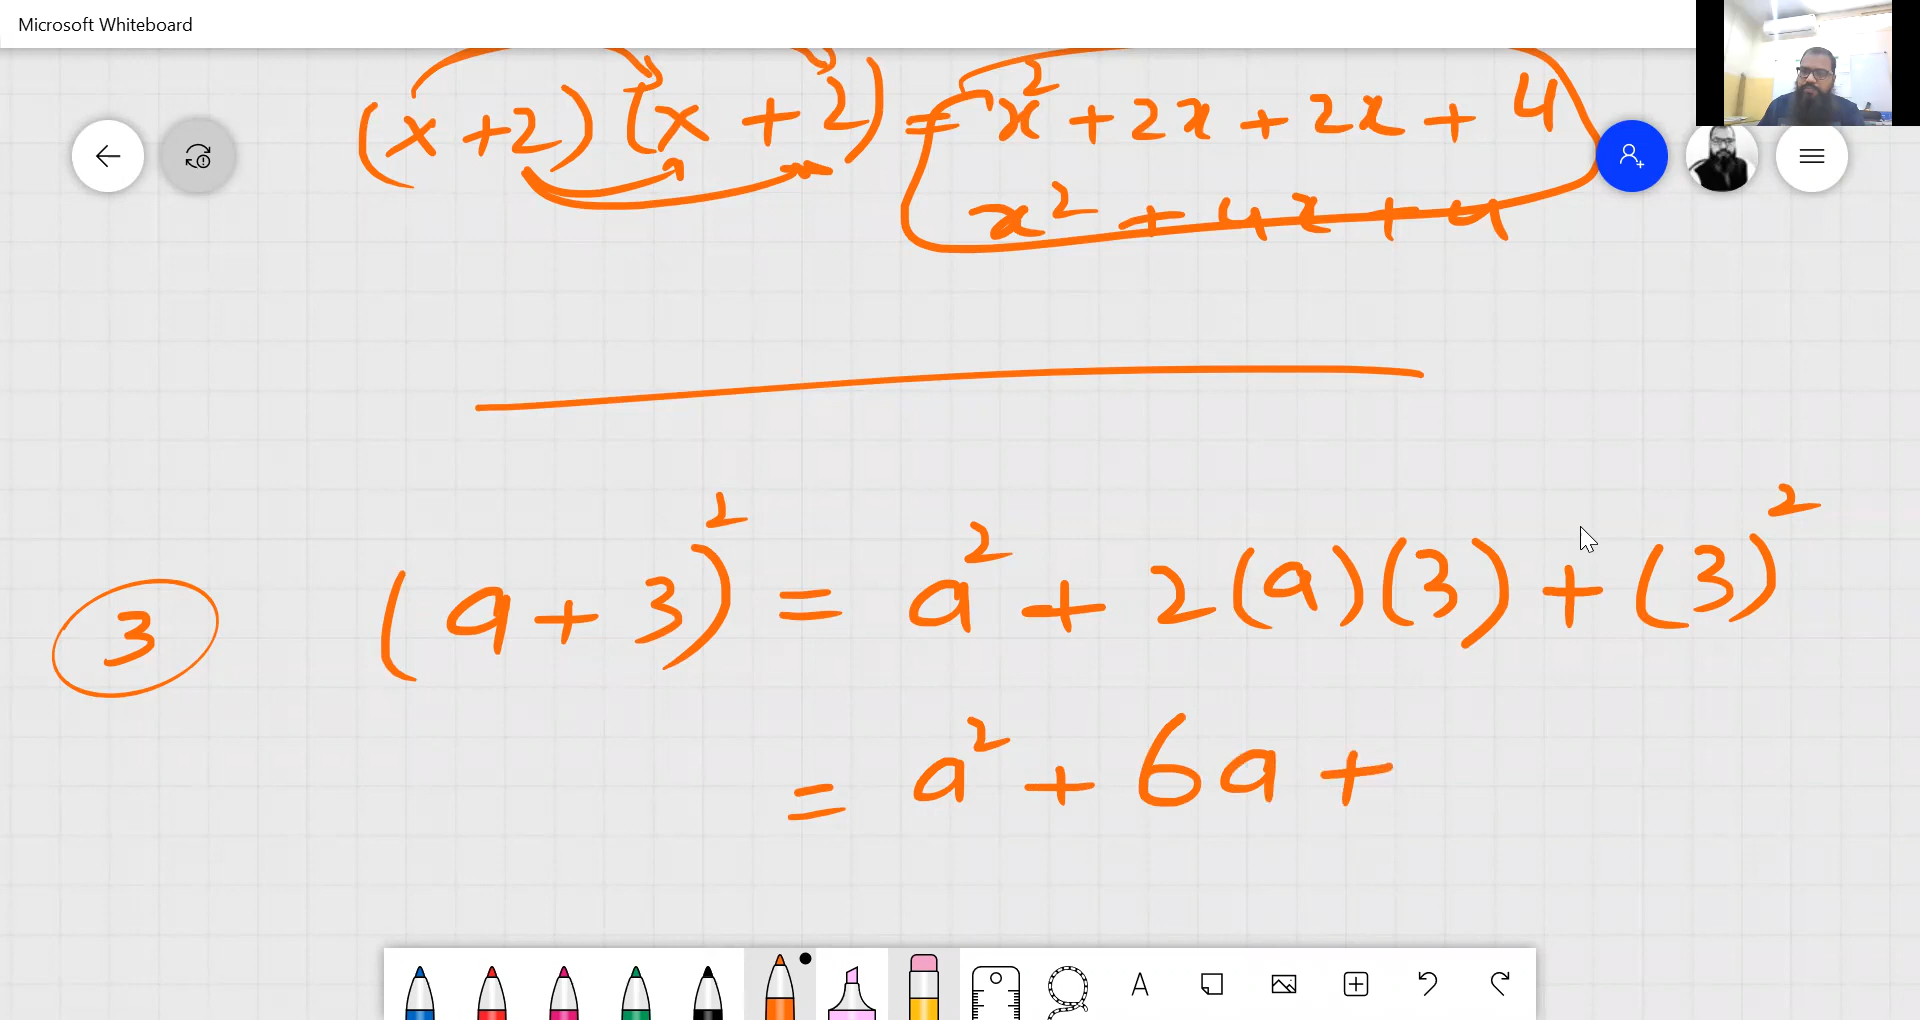 Microsoft Whiteboard
(x + 2) (x + 2) = x² + 2x + 2x + 4
x² + 4x + 4
3
(a + 3)² = a² + 2(a)(3) + (3)²
= a² + 6a +